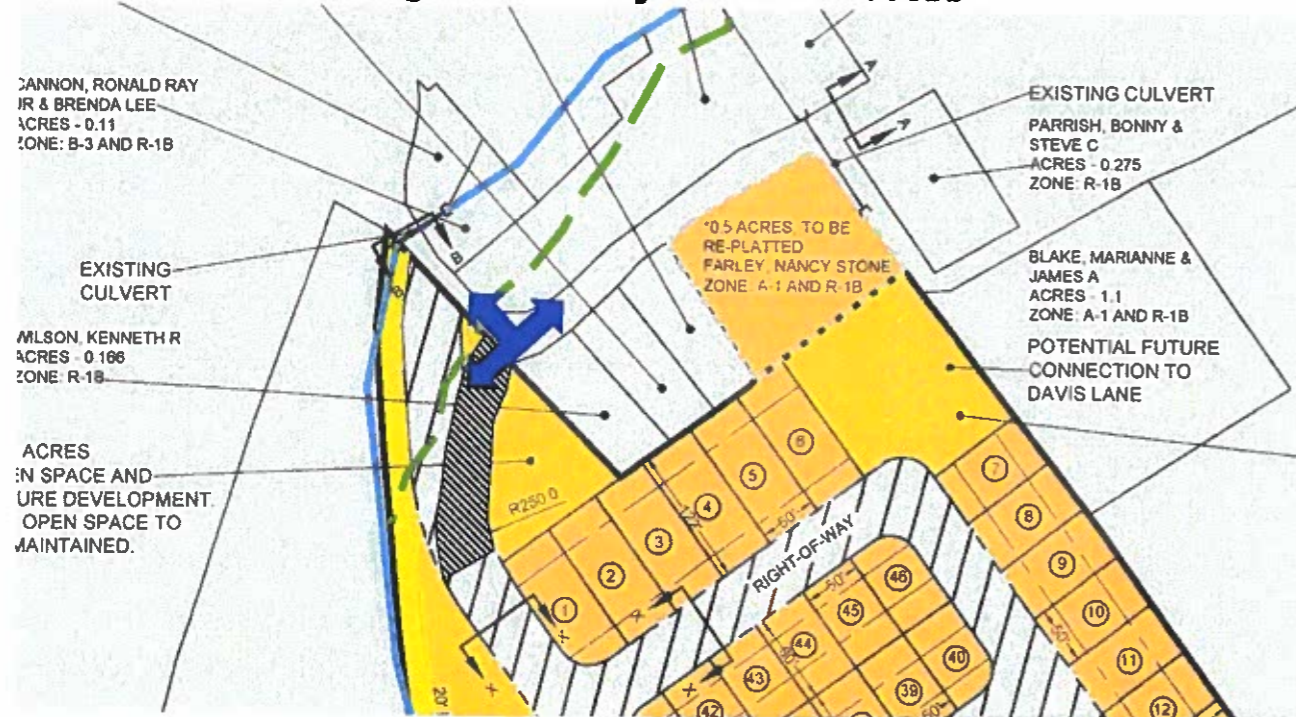 CANNON, RONALD RAY
JR & BRENDA LEE
ACRES - 0.11
ZONE: B-3 AND R-1B
EXISTING CULVERT
PARRISH, BONNY &
STEVE C
ACRES - 0.275
ZONE: R-1B
A
A
B
B
EXISTING
CULVERT
*0.5 ACRES, TO BE
RE-PLATTED
FARLEY, NANCY STONE
ZONE: A-1 AND R-1B
BLAKE, MARIANNE &
JAMES A
ACRES - 1.1
ZONE: A-1 AND R-1B
POTENTIAL FUTURE
CONNECTION TO
DAVIS LANE
WILSON, KENNETH R
ACRES - 0.166
ZONE: R-1B
ACRES
EN SPACE AND
URE DEVELOPMENT.
OPEN SPACE TO
MAINTAINED.
R250.0
RIGHT-OF-WAY
1
2
3
4
5
6
7
8
9
10
11
12
39
40
42
43
44
45
46
60'
50'
50'
50'
X
X
X
X
20'